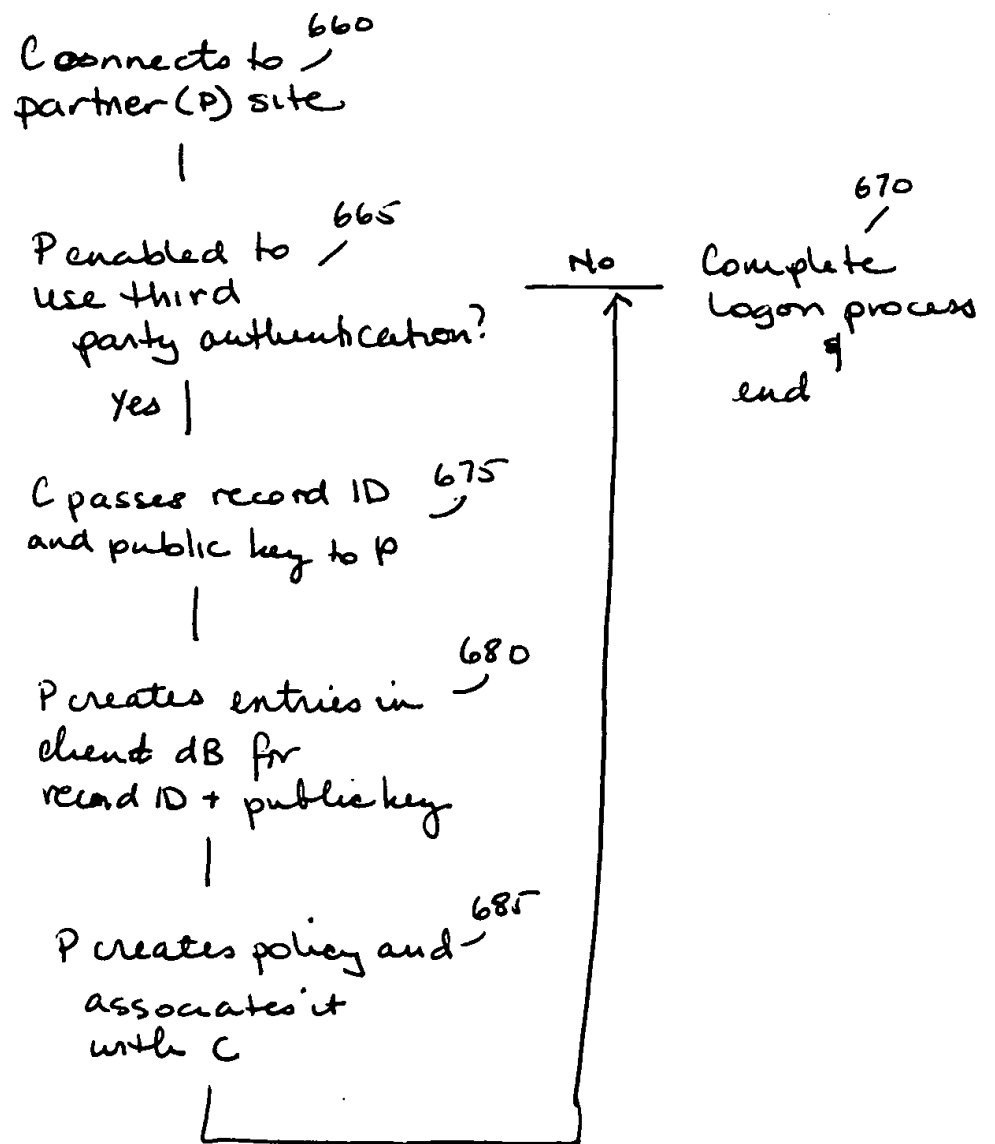 660
C connects to
partner (P) site
665
P enabled to
use third
party authentication?
Yes
No
670
Complete
logon process
&
end
675
C passes record ID
and public key to P
680
P creates entries in
client dB for
record ID + public key
685
P creates policy and
associates it
with C